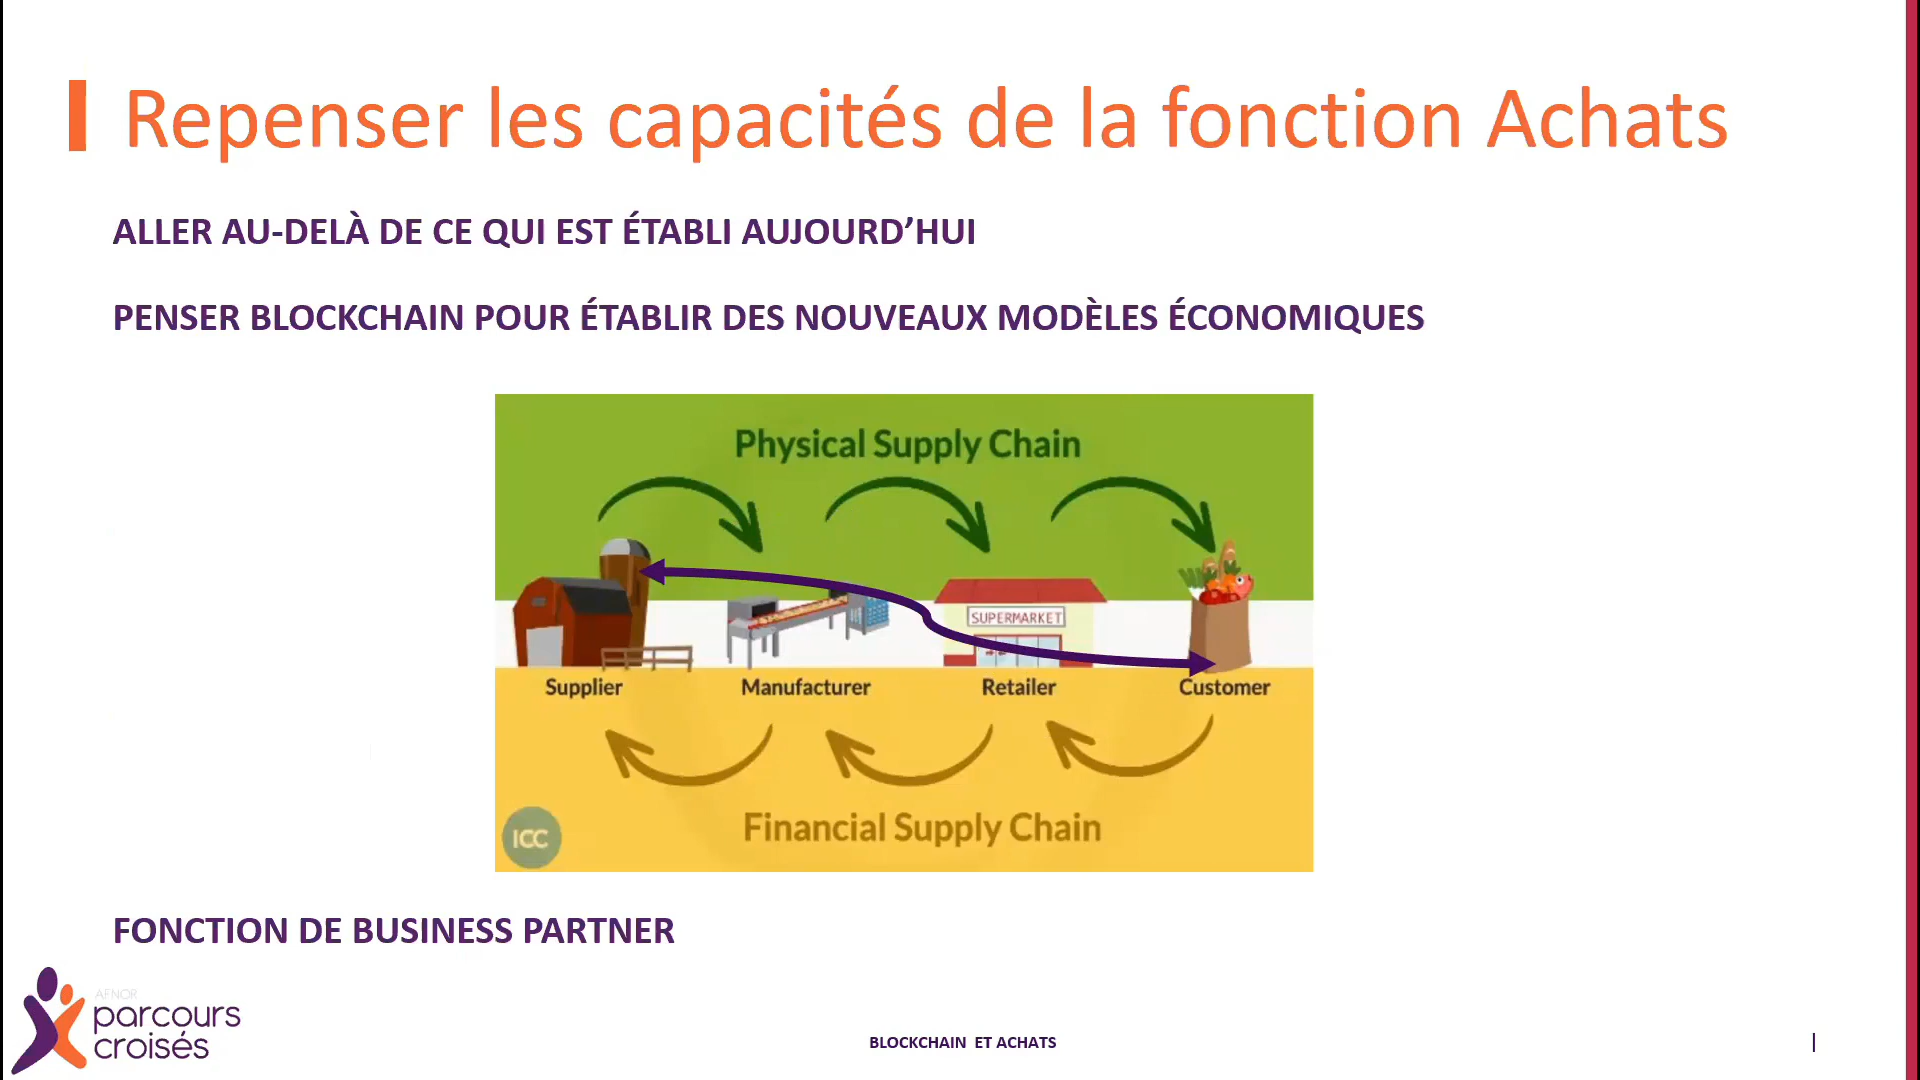 Repenser les capacités de la fonction Achats
ALLER AU-DELÀ DE CE QUI EST ÉTABLI AUJOURD’HUI
PENSER BLOCKCHAIN POUR ÉTABLIR DES NOUVEAUX MODÈLES ÉCONOMIQUES
Physical Supply Chain
SUPERMARKET
Supplier
Manufacturer
Retailer
Customer
Financial Supply Chain
ICC
FONCTION DE BUSINESS PARTNER
AFNOR
parcours
croisés
BLOCKCHAIN ET ACHATS